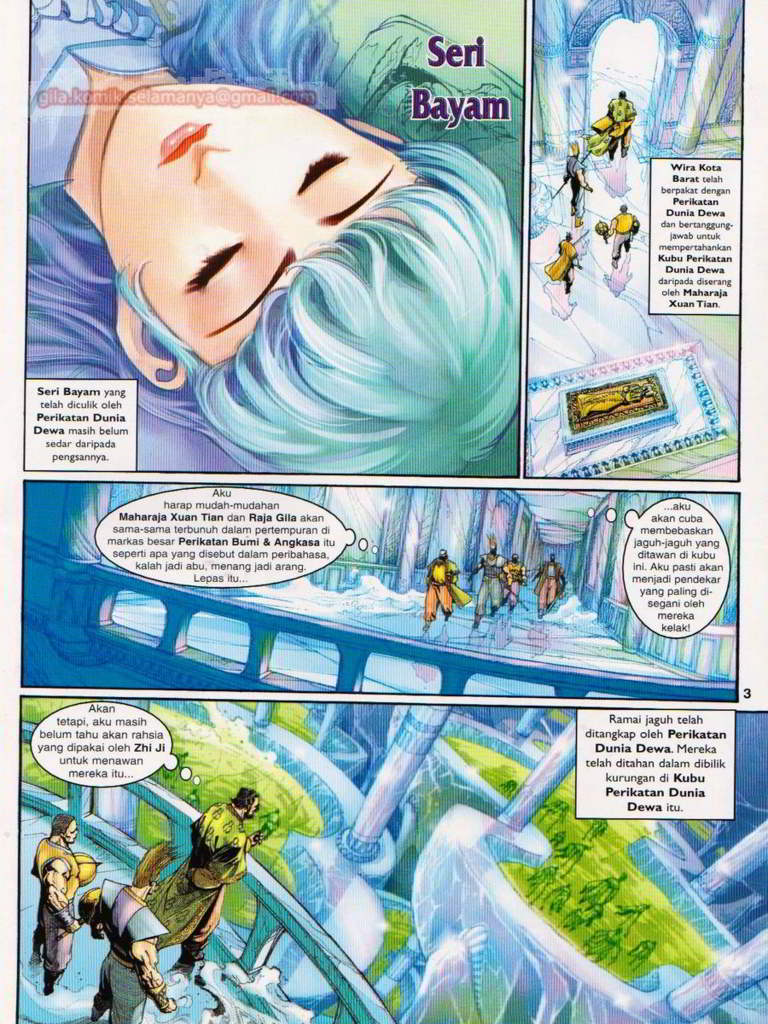 Seri
Bayam
gila.komik.selamanya@gmail.com
Wira Kota
Barat telah
berpakat dengan
Perikatan
Dunia Dewa
dan bertanggung-
jawab untuk
mempertahankan
Kubu Perikatan
Dunia Dewa
daripada diserang
oleh Maharaja
Xuan Tian.
Seri Bayam yang
telah diculik oleh
Perikatan Dunia
Dewa masih belum
sedar daripada
pengsannya.
Aku
harap mudah-mudahan
Maharaja Xuan Tian dan Raja Gila akan
sama-sama terbunuh dalam pertempuran di
markas besar Perikatan Bumi & Angkasa itu
seperti apa yang disebut dalam peribahasa,
kalah jadi abu, menang jadi arang.
Lepas itu...
...aku
akan cuba
membebaskan
jaguh-jaguh yang
ditawan di kubu
ini. Aku pasti akan
menjadi pendekar
yang paling di-
segani oleh
mereka
kelak!
3
Akan
tetapi, aku masih
belum tahu akan rahsia
yang dipakai oleh Zhi Ji
untuk menawan
mereka itu...
Ramai jaguh telah
ditangkap oleh Perikatan
Dunia Dewa. Mereka
telah ditahan dalam dibilik
kurungan di Kubu
Perikatan Dunia
Dewa itu.